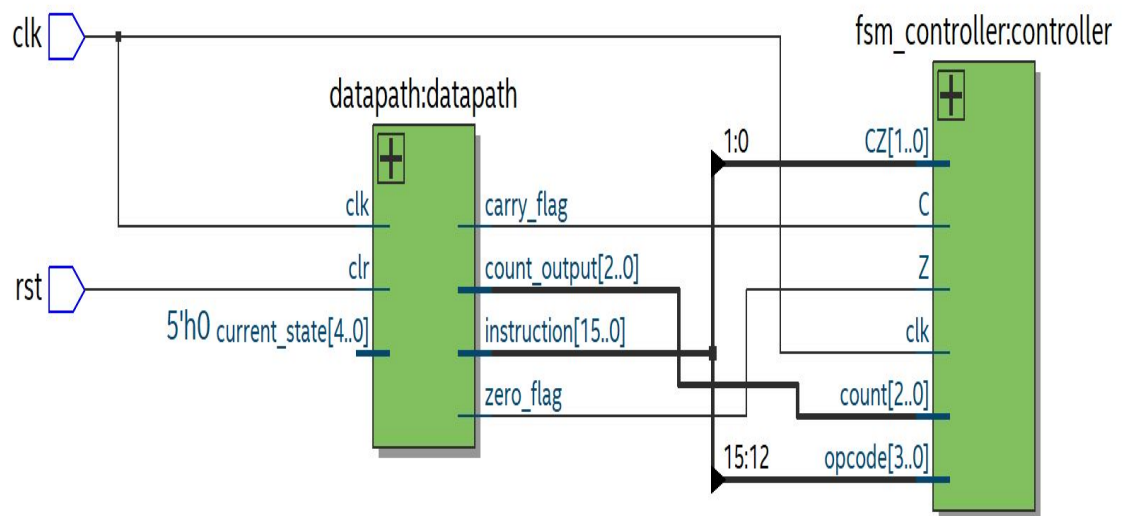 clk
rst
datapath:datapath
clk
clr
5'h0 current_state[4..0]
carry_flag
count_output[2..0]
instruction[15..0]
zero_flag
1:0
15:12
fsm_controller:controller
CZ[1..0]
C
Z
clk
count[2..0]
opcode[3..0]